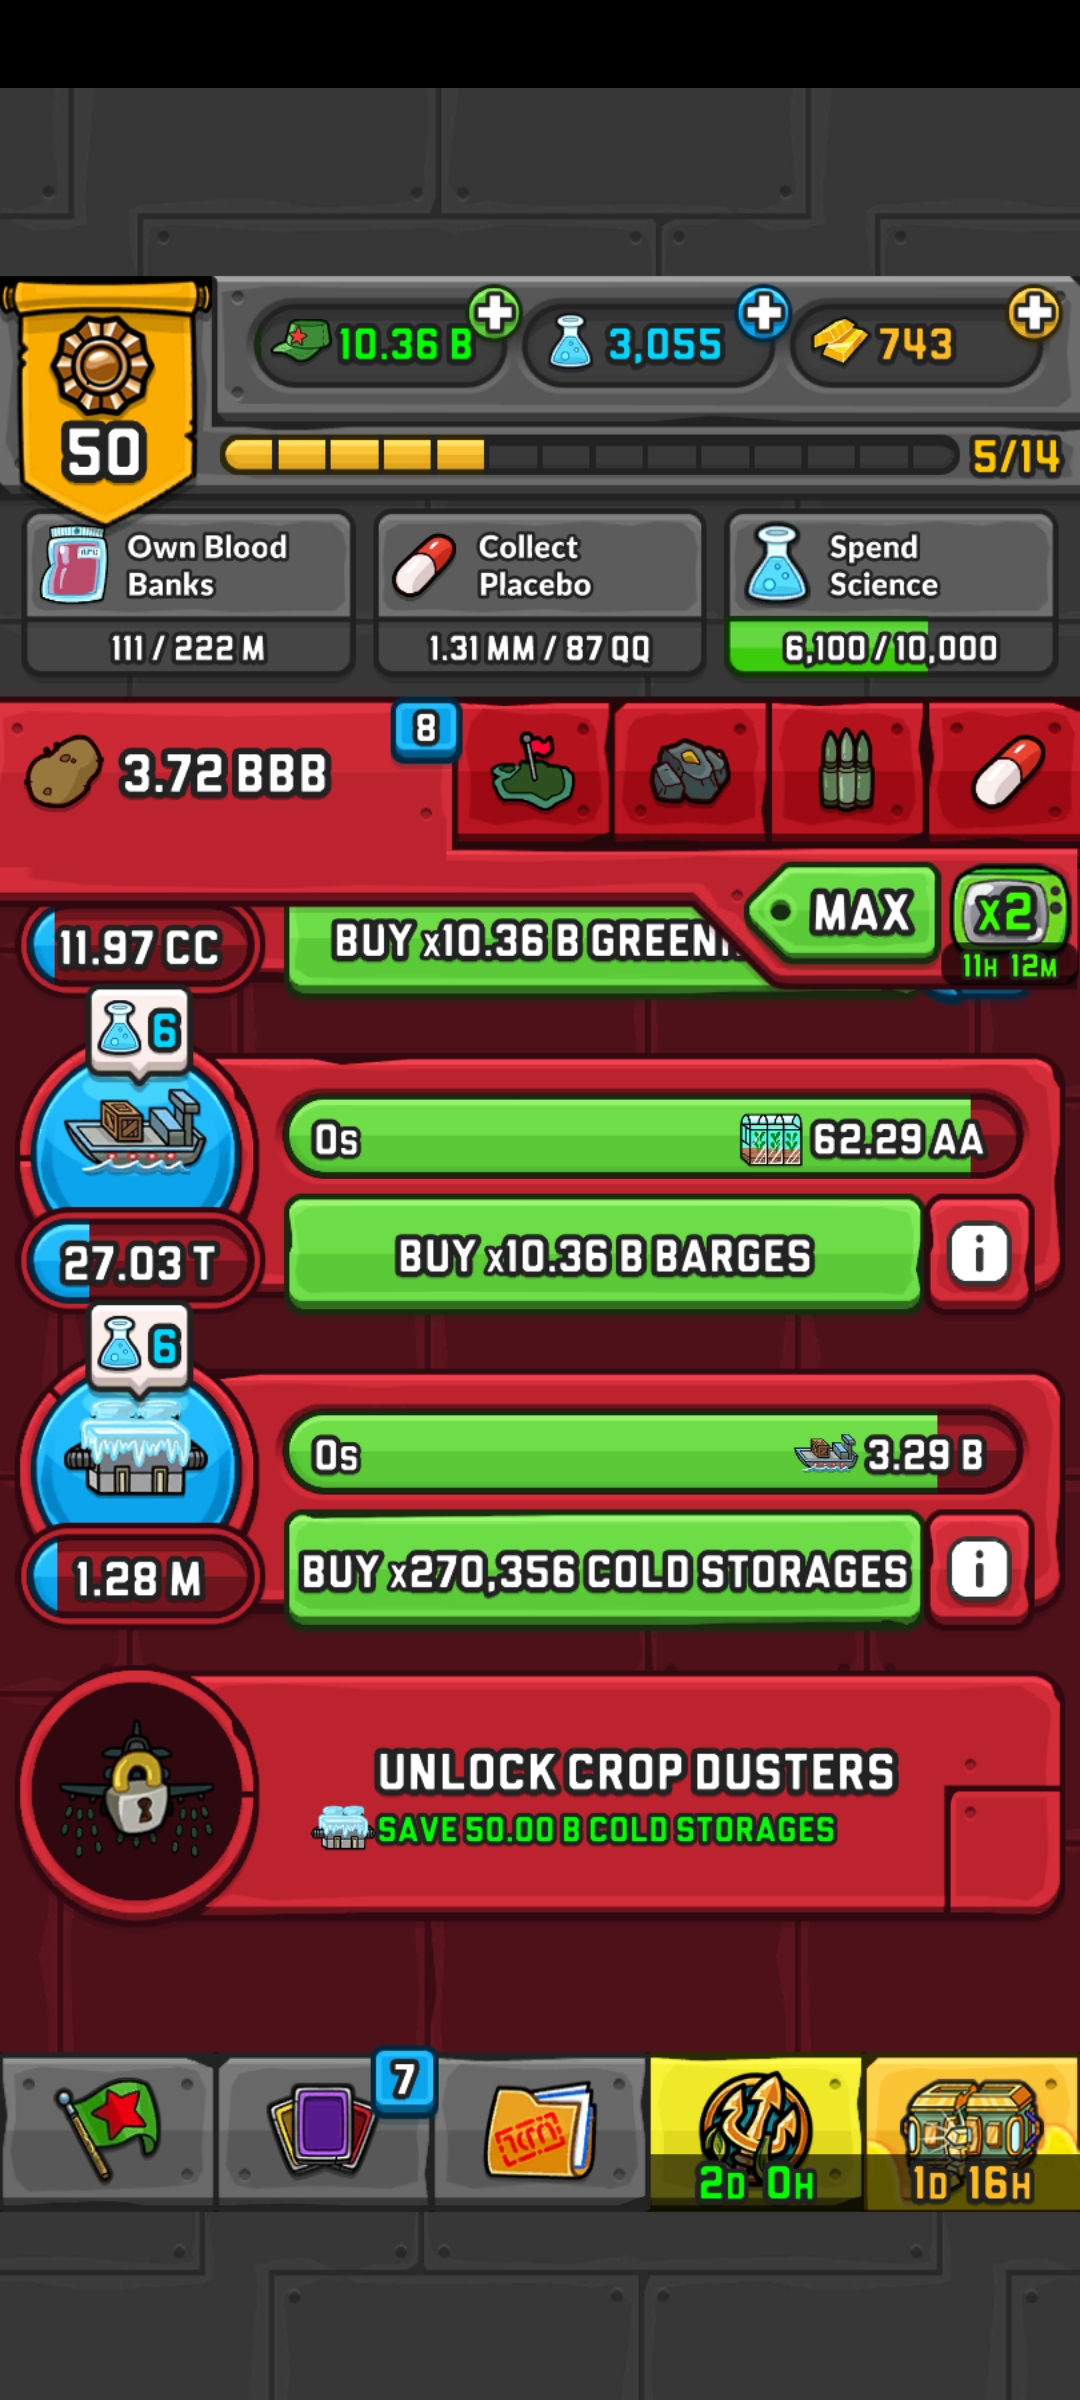 10.36 B
3,055
743
50
5/14
Own Blood
Banks
111 / 222 M
Collect
Placebo
1.31 MM / 87 QQ
Spend
Science
6,100 / 10,000
3.72 BBB
8
MAX
x2
11H 12M
11.97 CC
BUY x10.36 B
6
0s
62.29 AA
27.03 T
BUY x10.36 B BARGES
i
6
0s
3.29 B
1.28 M
BUY x270,356 COLD STORAGES
i
UNLOCK CROP DUSTERS
SAVE 50.00 B COLD STORAGES
7
2D 0H
1D 16H